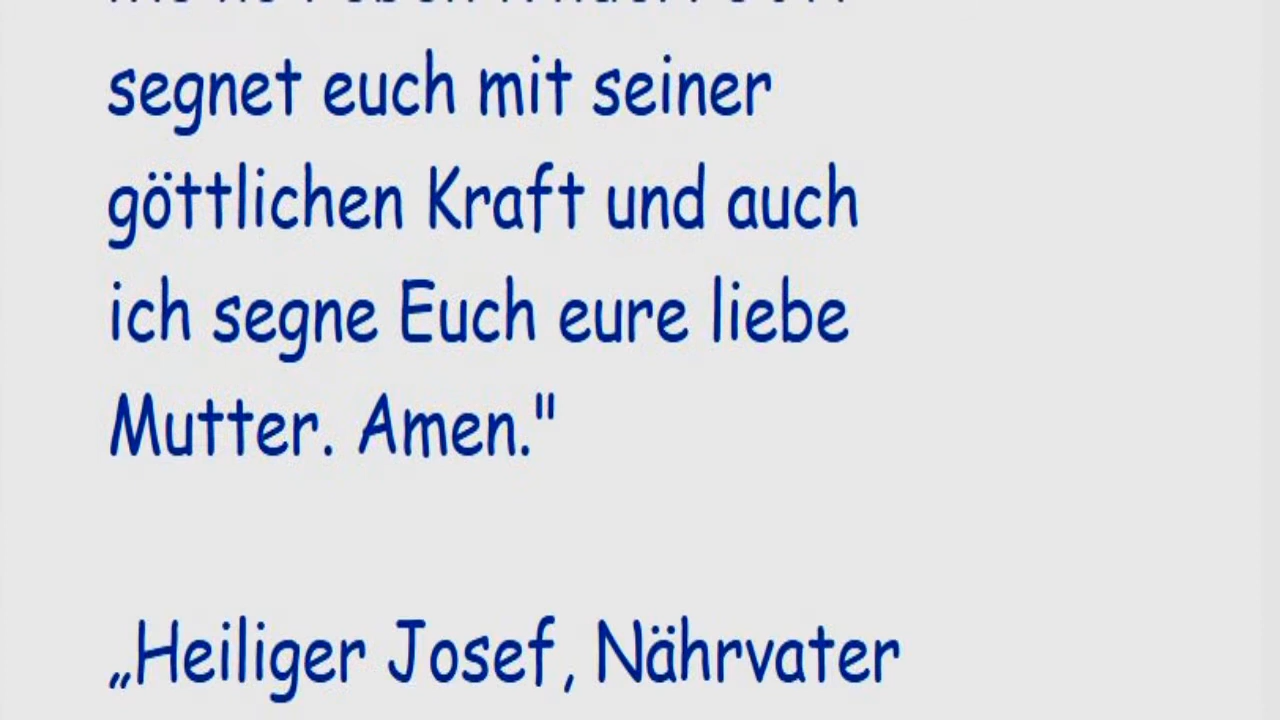 segnet euch mit seiner
göttlichen Kraft und auch
ich segne Euch eure liebe
Mutter. Amen."
„Heiliger Josef, Nährvater